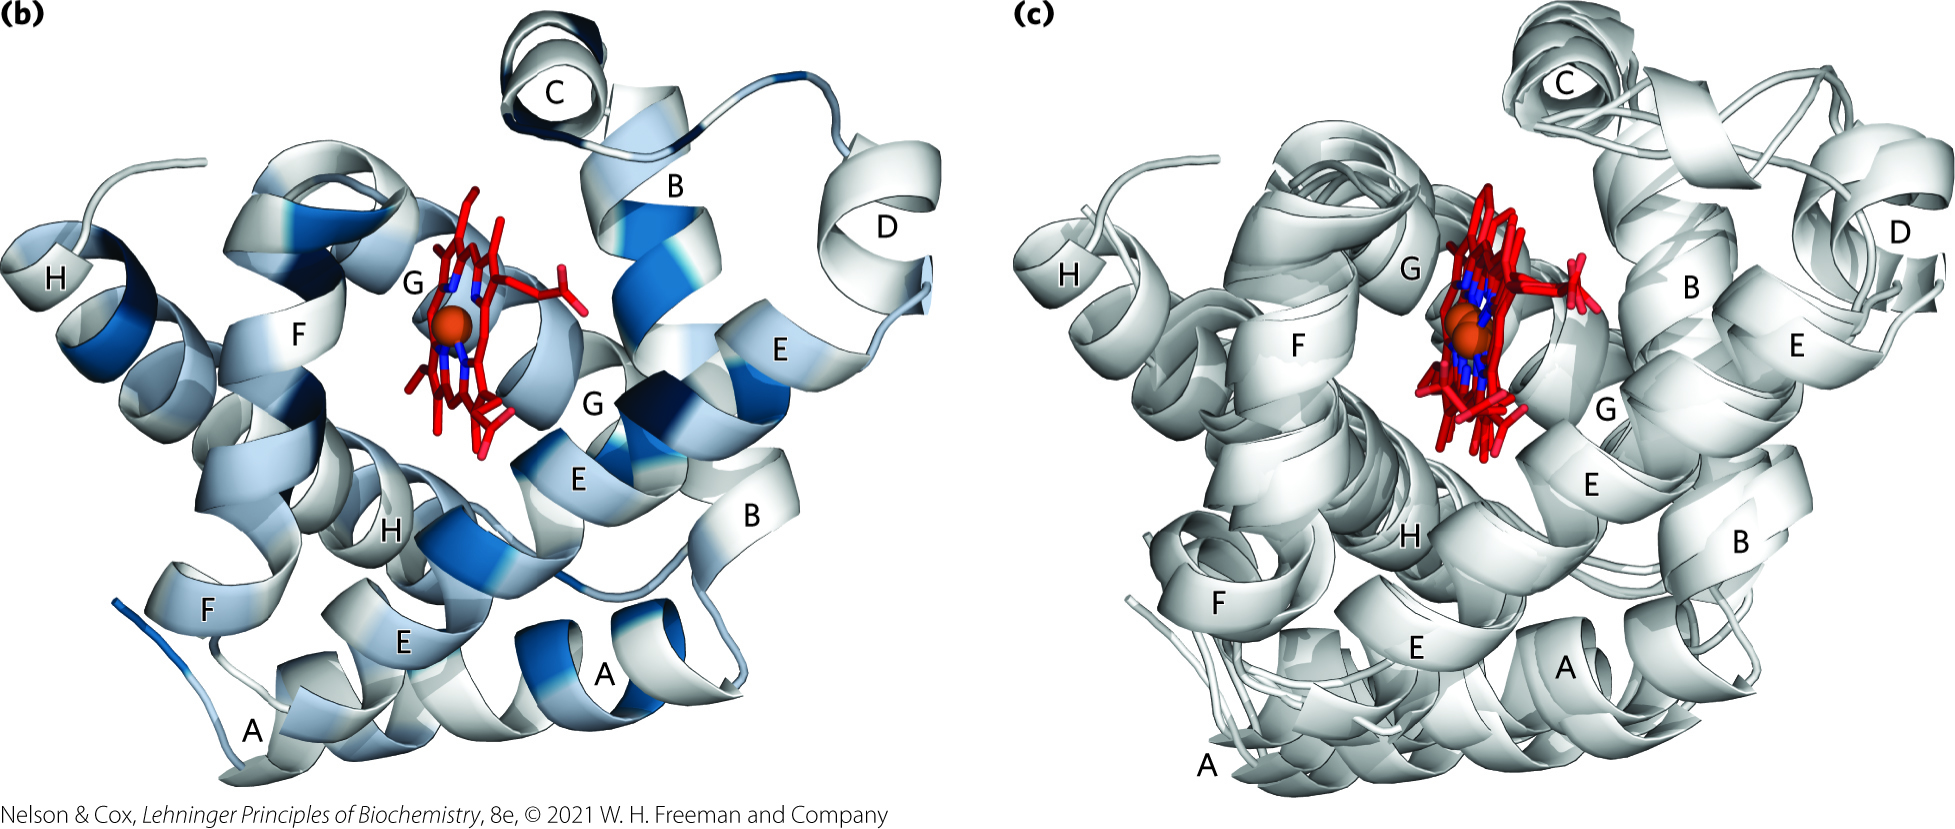 (b)
C
B
D
H
G
F
E
G
E
B
H
F
E
A
A
(c)
C
D
H
G
B
F
E
G
E
H
B
F
E
A
A
Nelson & Cox, Lehninger Principles of Biochemistry, 8e, © 2021 W. H. Freeman and Company